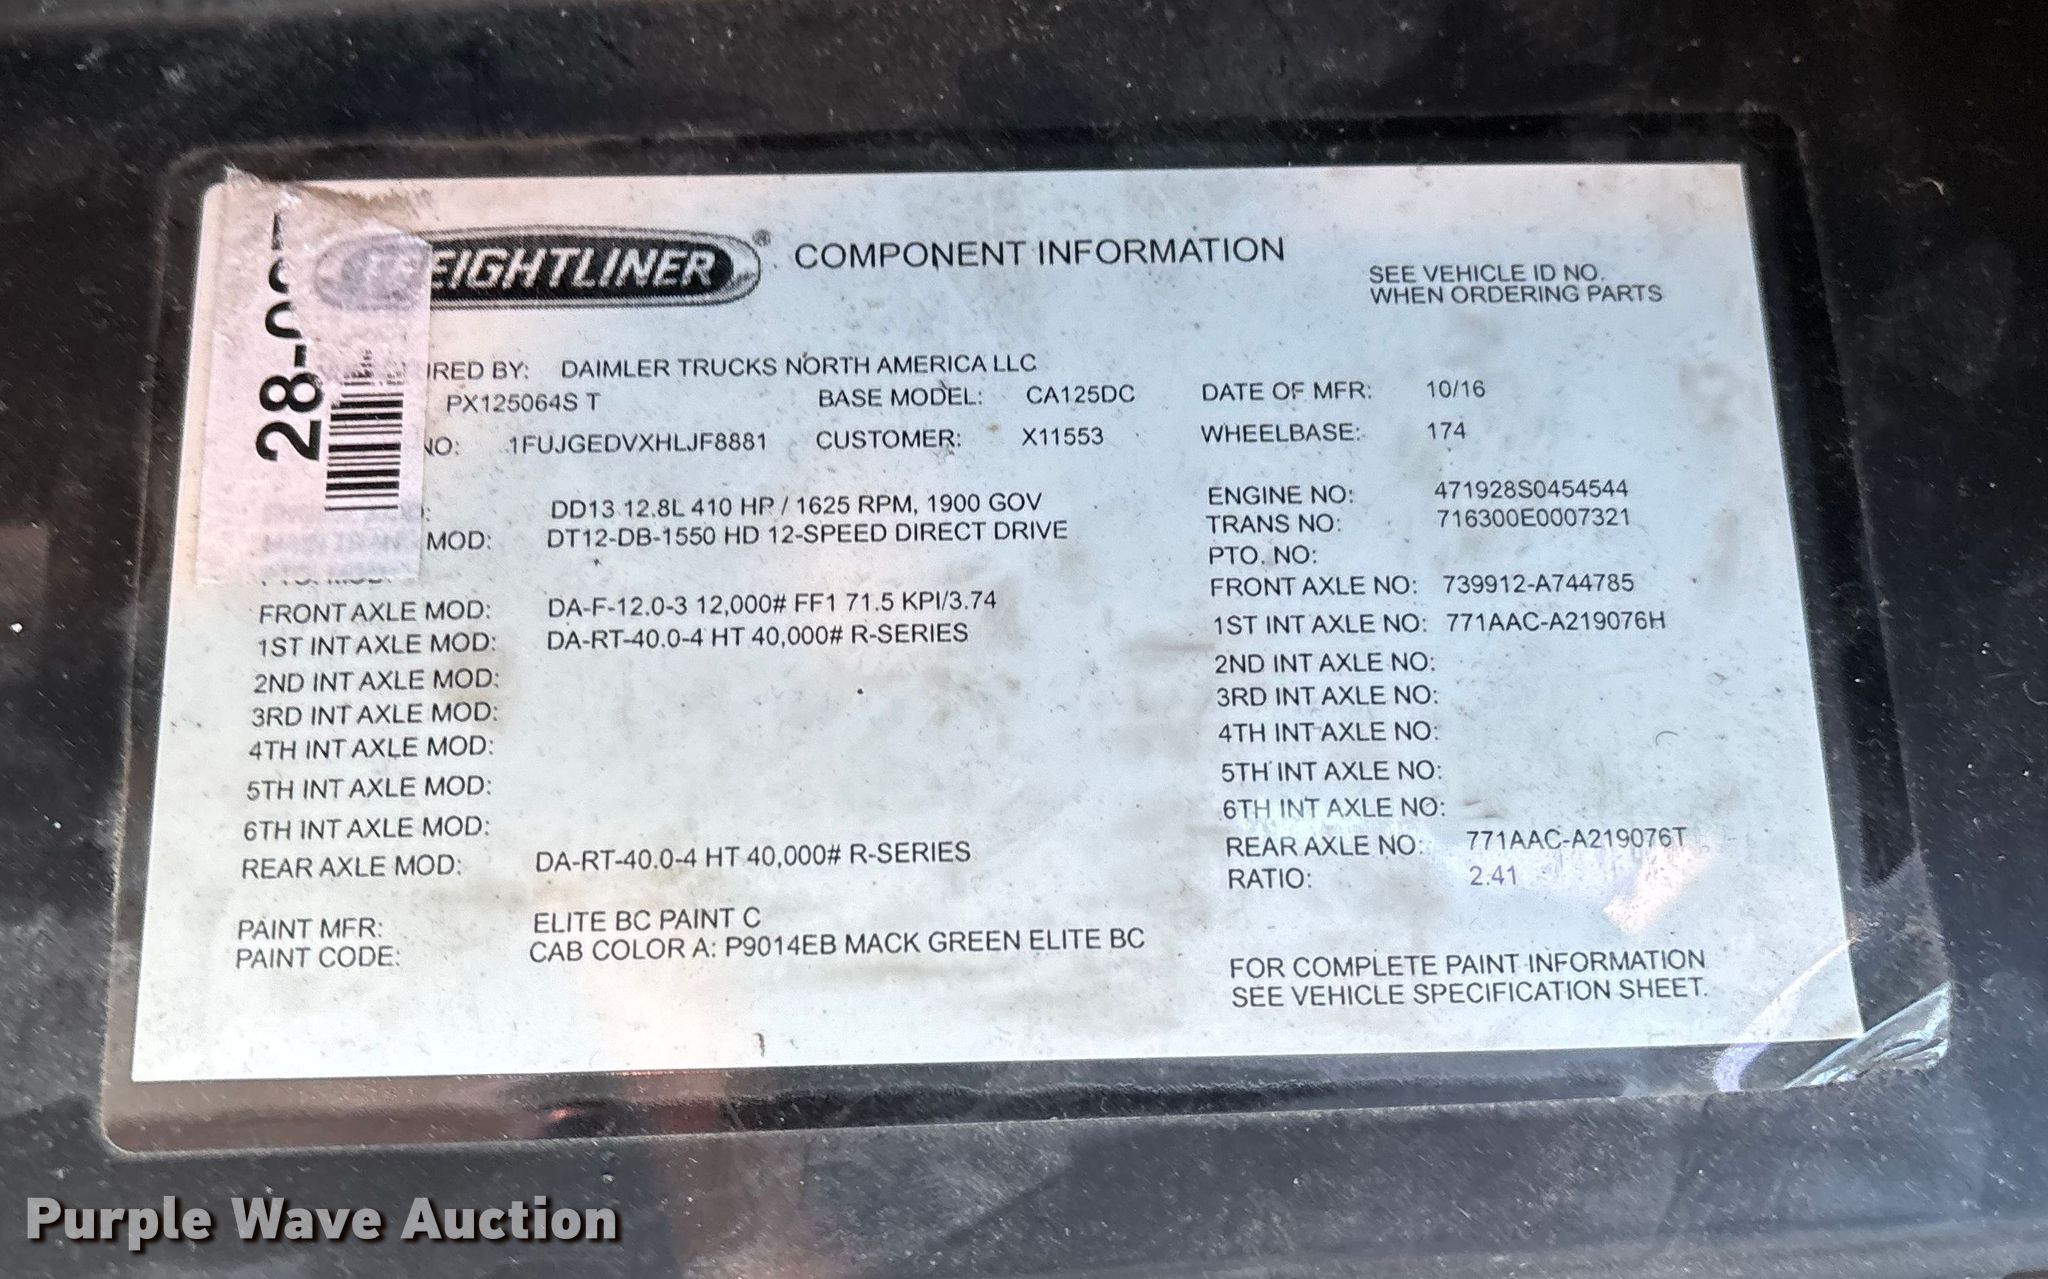 EIGHTLINER ® COMPONENT INFORMATION
SEE VEHICLE ID NO.
WHEN ORDERING PARTS
28-
URED BY: DAIMLER TRUCKS NORTH AMERICA LLC
PX125064S T BASE MODEL: CA125DC DATE OF MFR: 10/16
NO: 1FUJGEDVXHLJF8881 CUSTOMER: X11553 WHEELBASE: 174
DD13 12.8L 410 HP / 1625 RPM, 1900 GOV ENGINE NO: 471928S0454544
MOD: DT12-DB-1550 HD 12-SPEED DIRECT DRIVE TRANS NO: 716300E0007321
PTO. NO:
FRONT AXLE MOD: DA-F-12.0-3 12,000# FF1 71.5 KPI/3.74 FRONT AXLE NO: 739912-A744785
1ST INT AXLE MOD: DA-RT-40.0-4 HT 40,000# R-SERIES 1ST INT AXLE NO: 771AAC-A219076H
2ND INT AXLE MOD: 2ND INT AXLE NO:
3RD INT AXLE MOD: 3RD INT AXLE NO:
4TH INT AXLE MOD: 4TH INT AXLE NO:
5TH INT AXLE MOD: 5TH INT AXLE NO:
6TH INT AXLE MOD: 6TH INT AXLE NO:
REAR AXLE MOD: DA-RT-40.0-4 HT 40,000# R-SERIES REAR AXLE NO: 771AAC-A219076T
RATIO: 2.41
PAINT MFR: ELITE BC PAINT C
PAINT CODE: CAB COLOR A: P9014EB MACK GREEN ELITE BC
FOR COMPLETE PAINT INFORMATION
SEE VEHICLE SPECIFICATION SHEET.
Purple Wave Auction